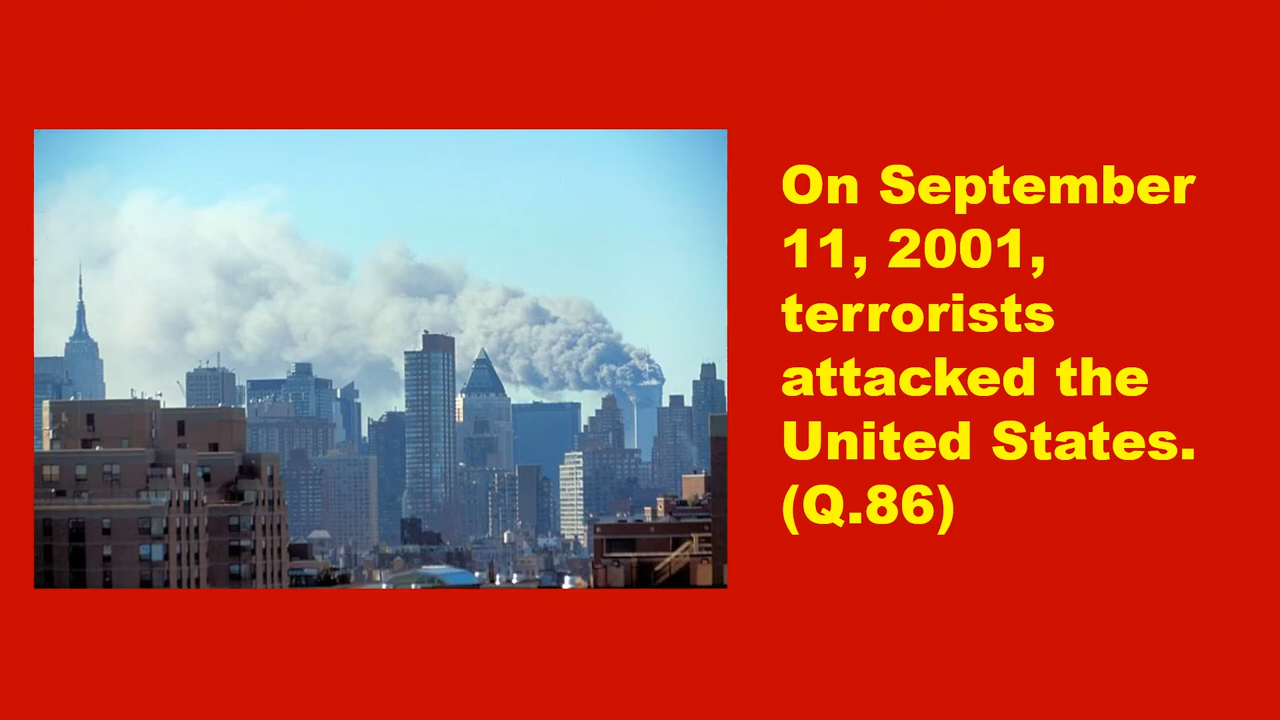 On September
11, 2001,
terrorists
attacked the
United States.
(Q.86)